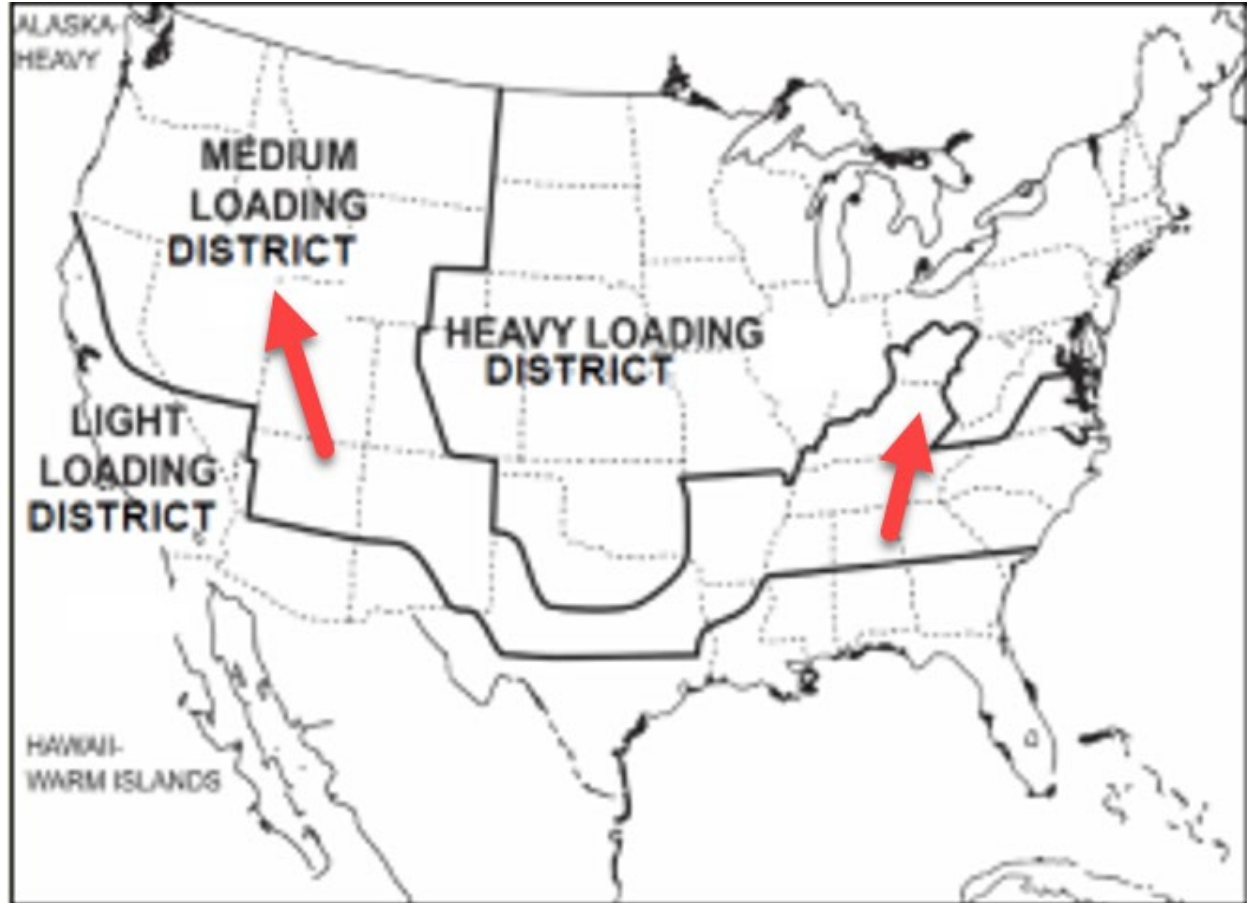 ALASKA-
HEAVY
MEDIUM
LOADING
DISTRICT
HEAVY LOADING
DISTRICT
LIGHT
LOADING
DISTRICT
HAWAII-
WARM ISLANDS